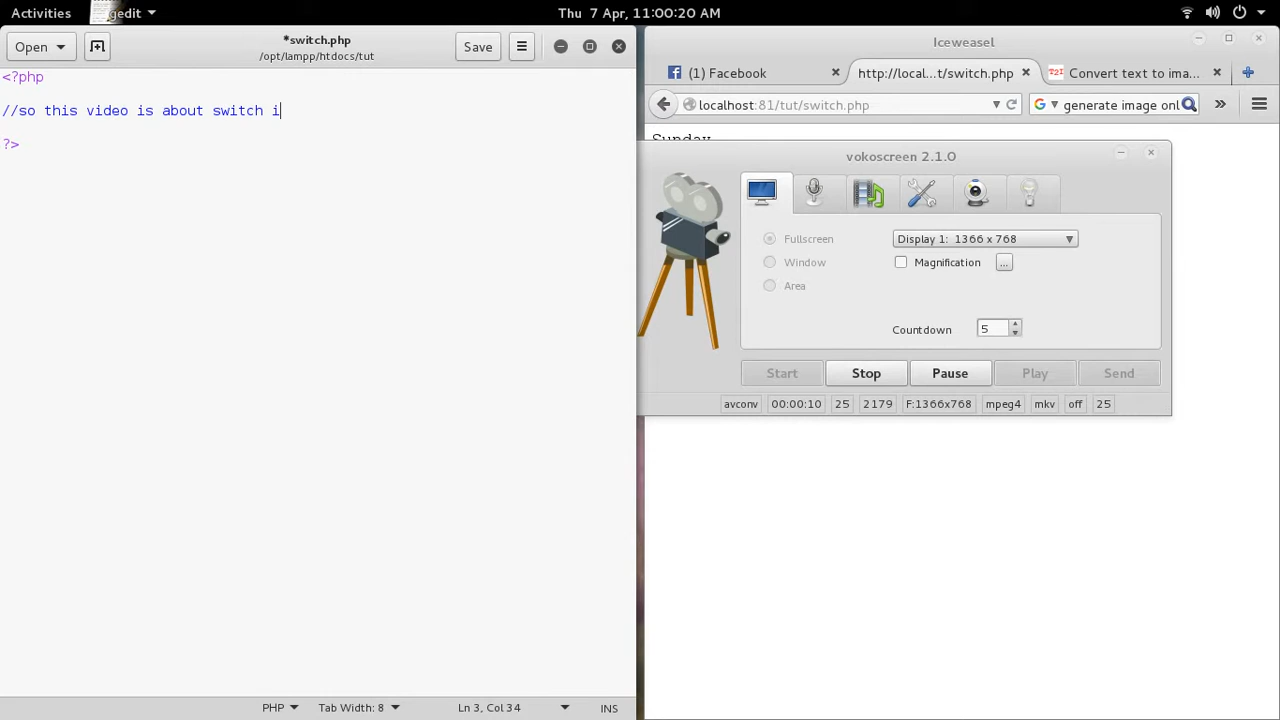 Activities gedit Thu 7 Apr, 11:00:20 AM
Open *switch.php Save
/opt/lampp/htdocs/tut
<?php
//so this video is about switch i
?>
PHP Tab Width: 8 Ln 3, Col 34 INS
Iceweasel
(1) Facebook http://local...t/switch.php Convert text to ima...
localhost:81/tut/switch.php generate image onl
Sunday
vokoscreen 2.1.0
Fullscreen Display 1: 1366 x 768
Window Magnification ...
Area
Countdown 5
Start Stop Pause Play Send
avconv 00:00:10 25 2179 F:1366x768 mpeg4 mkv off 25